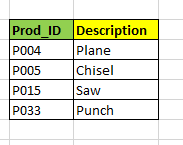 Prod_ID Description
P004 Plane
P005 Chisel
P015 Saw
P033 Punch